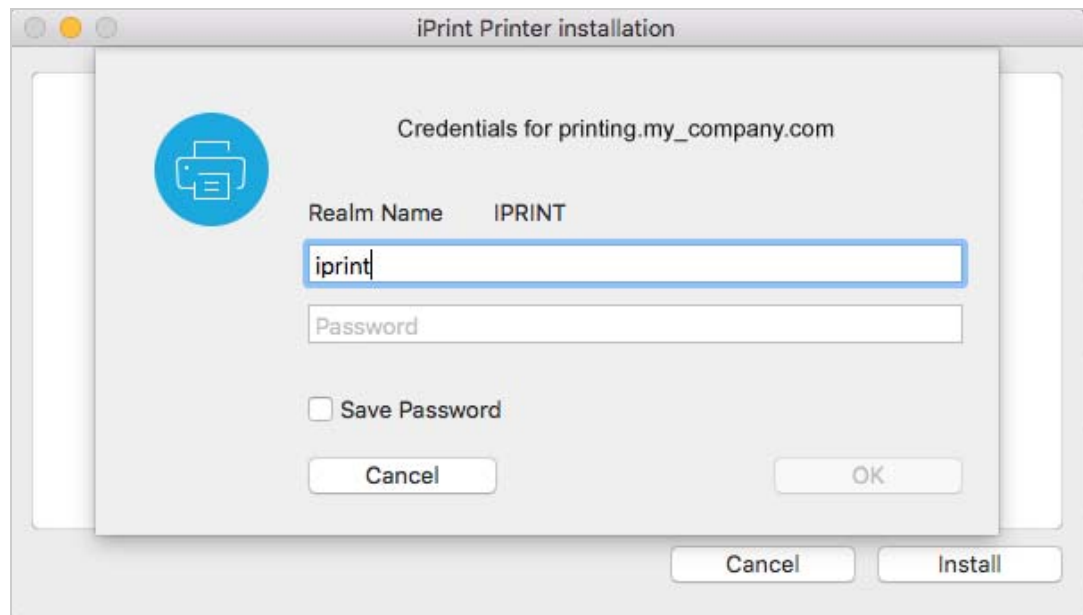 iPrint Printer installation
Credentials for printing.my_company.com
Realm Name IPRINT
iprint
Password
Save Password
Cancel OK
Cancel Install